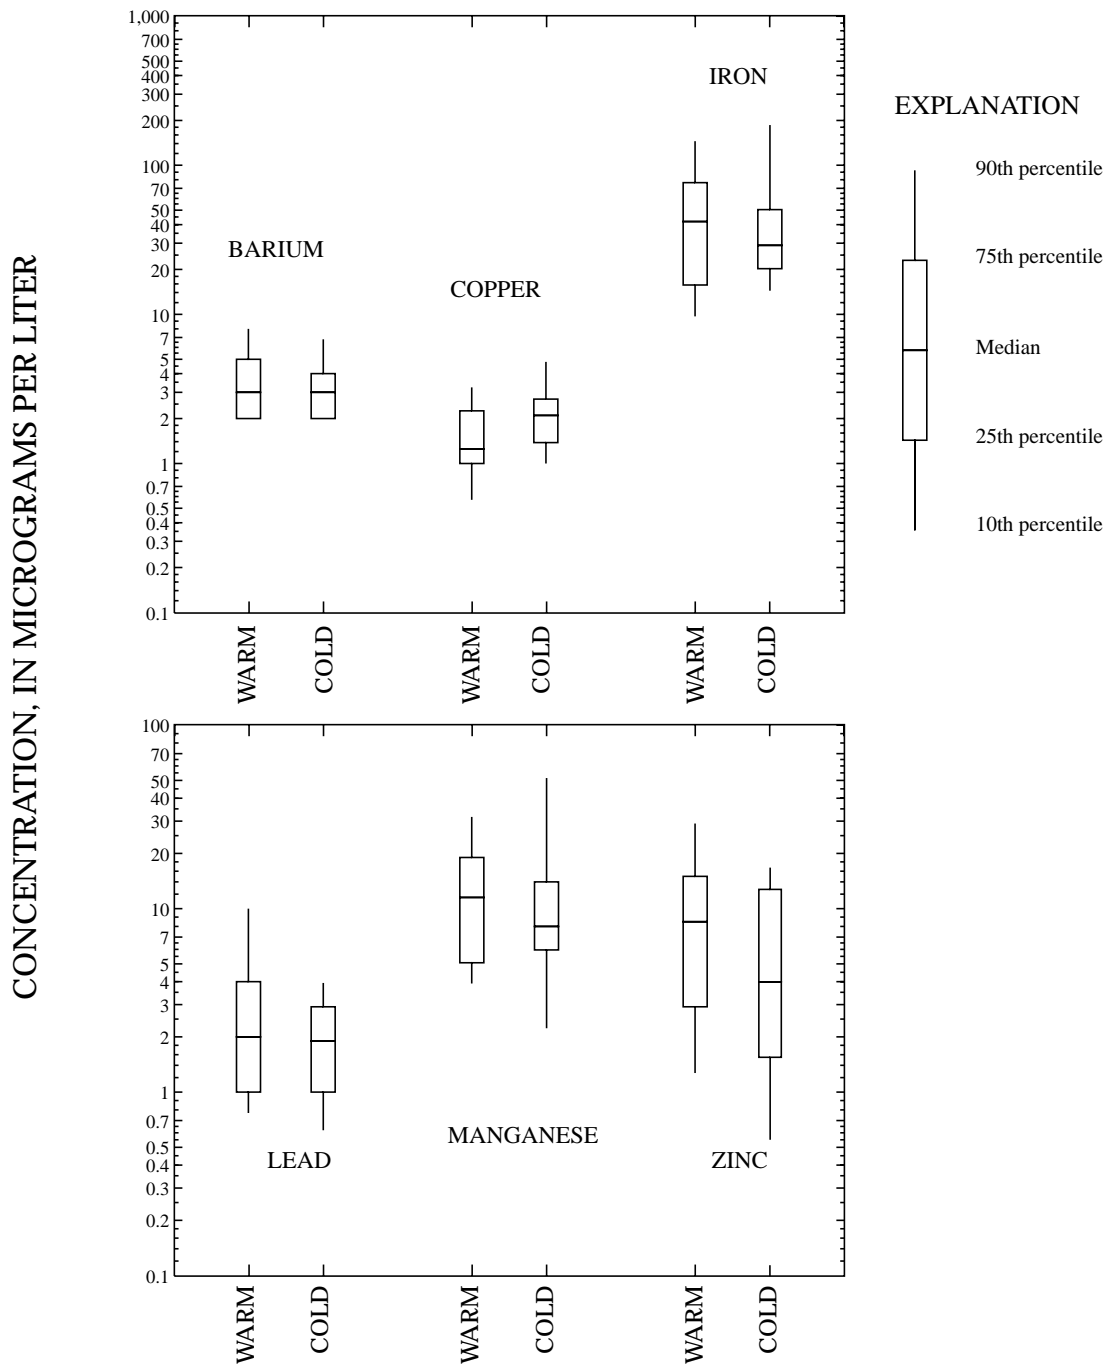 CONCENTRATION, IN MICROGRAMS PER LITER
1,000
700
500
400
300
200
100
70
50
40
30
20
10
7
5
4
3
2
1
0.7
0.5
0.4
0.3
0.2
0.1
BARIUM
COPPER
IRON
WARM
COLD
WARM
COLD
WARM
COLD
EXPLANATION
90th percentile
75th percentile
Median
25th percentile
10th percentile
100
70
50
40
30
20
10
7
5
4
3
2
1
0.7
0.5
0.4
0.3
0.2
0.1
LEAD
MANGANESE
ZINC
WARM
COLD
WARM
COLD
WARM
COLD